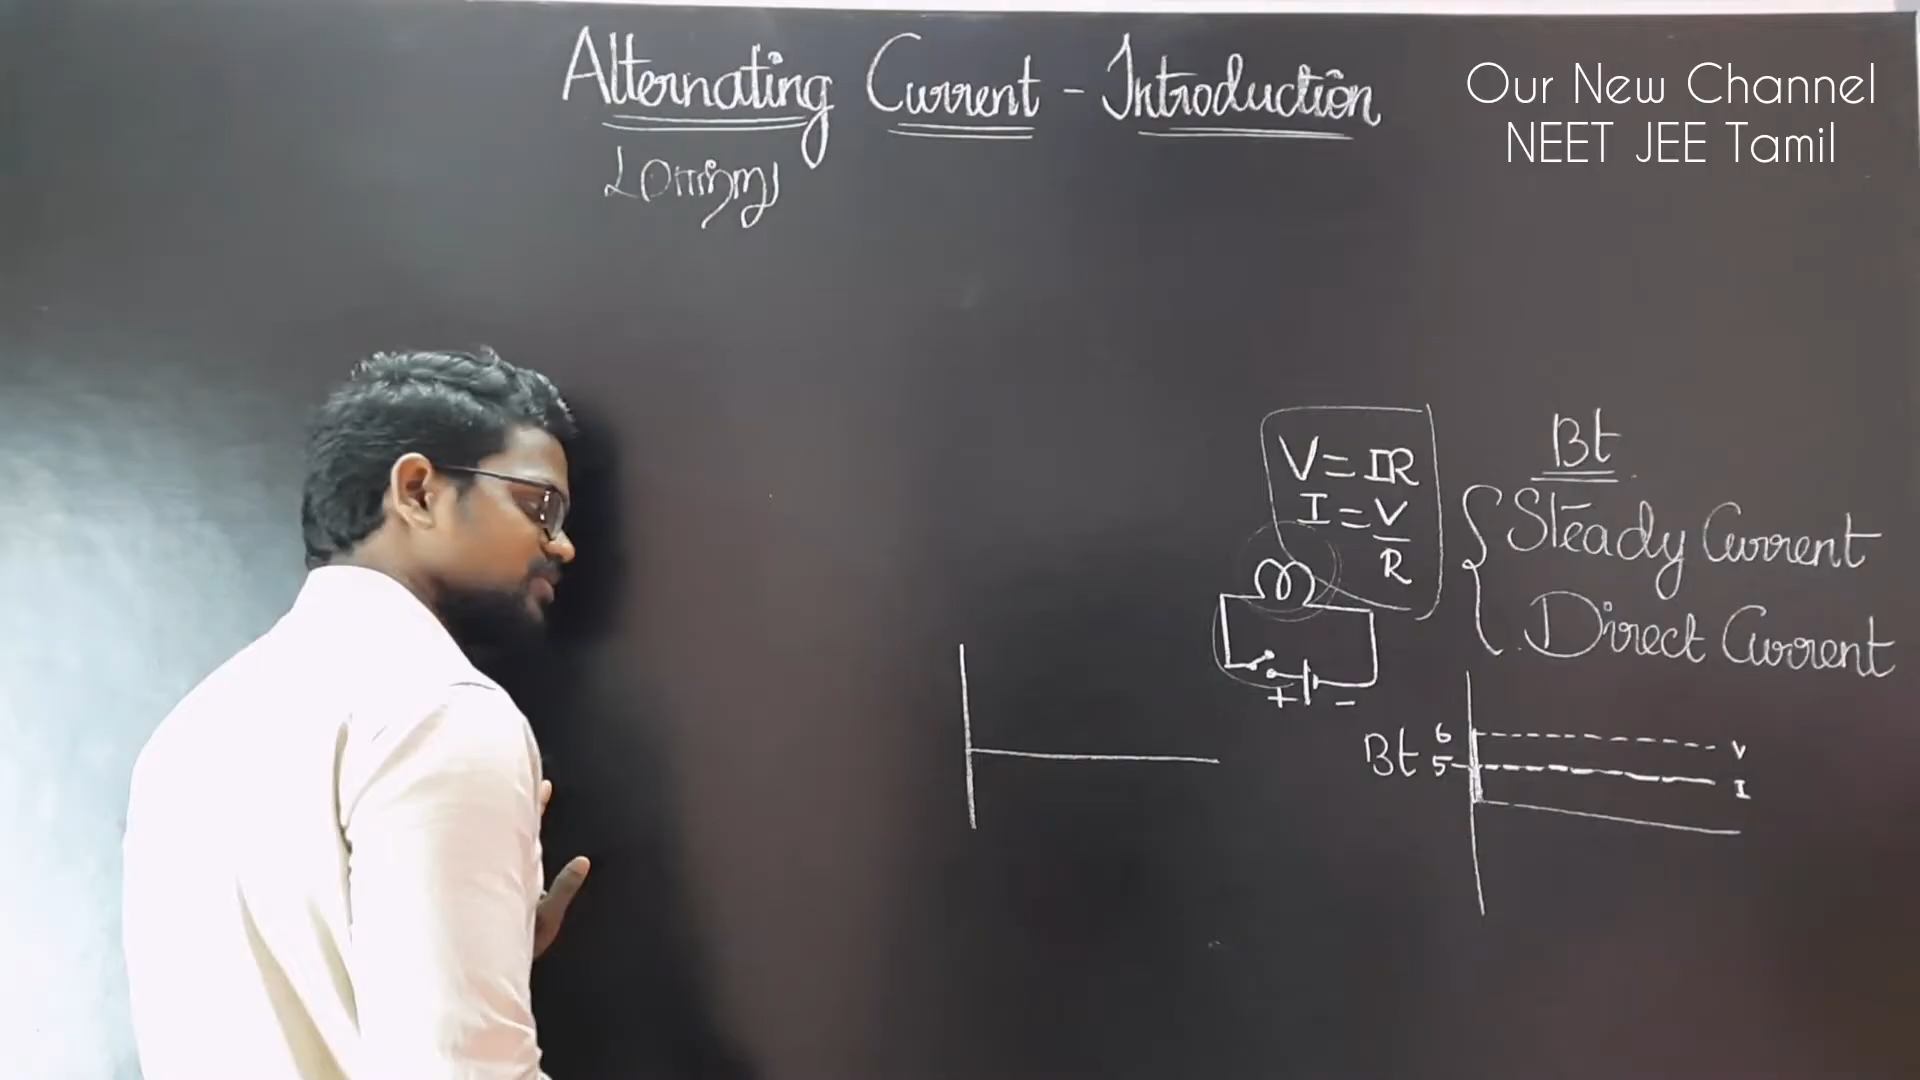 Alternating Current - Introduction
மாற்று
Our New Channel
NEET JEE Tamil
V = IR
I = V
R
Bt
Steady Current
Direct Current
+ -
Bt
6
5
V
I